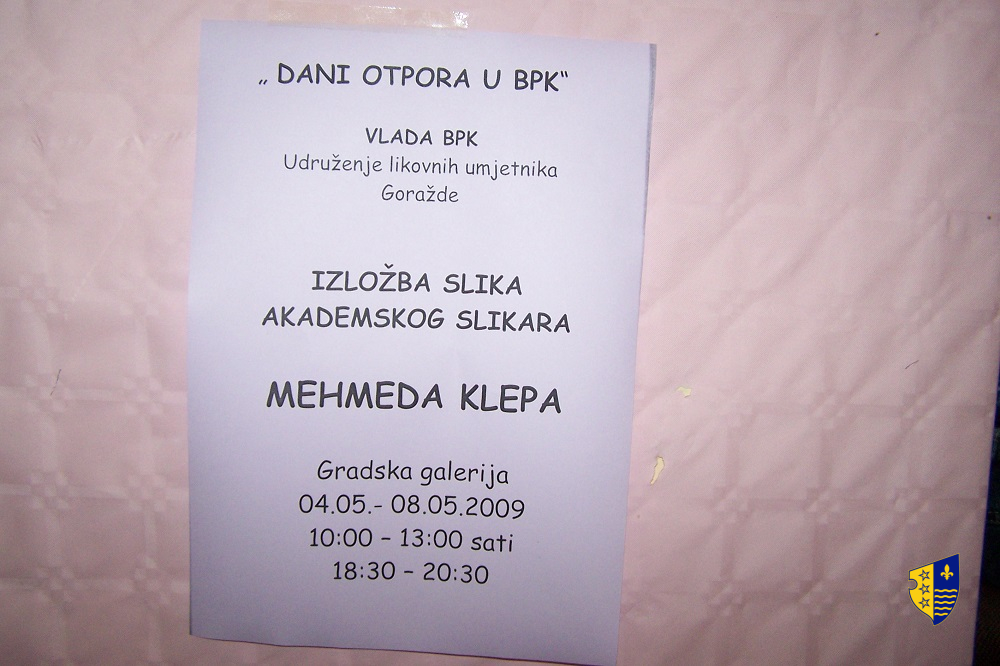 „ DANI OTPORA U BPK“
VLADA BPK
Udruženje likovnih umjetnika
Goražde
IZLOŽBA SLIKA
AKADEMSKOG SLIKARA
MEHMEDA KLEPA
Gradska galerija
04.05.- 08.05.2009
10:00 – 13:00 sati
18:30 – 20:30